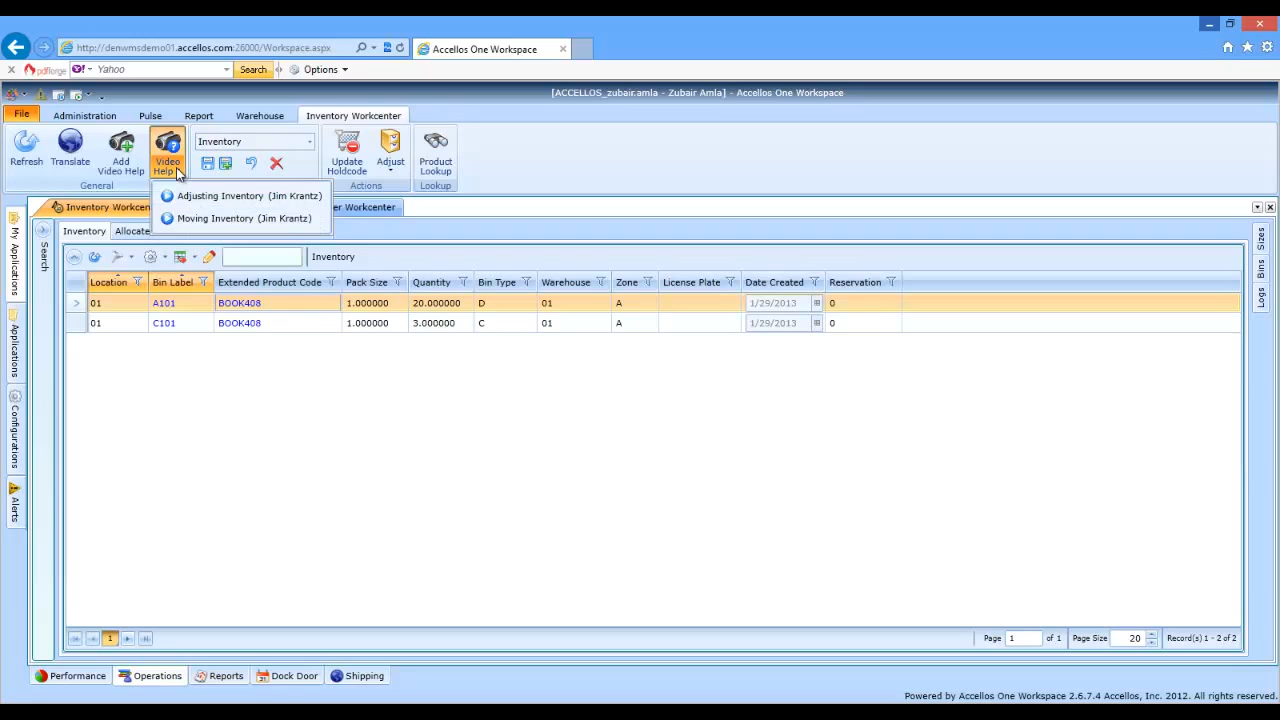 http://denwmsdemo01.accellos.com:26000/Workspace.aspx
Accellos One Workspace
pdfforge
Yahoo
Search
Options
[ACCELLOS_zubair.amla - Zubair Amla] - Accellos One Workspace
File
Administration
Pulse
Report
Warehouse
Inventory Workcenter
Refresh
Translate
Add Video Help
Video Help
Inventory
Update Holdcode
Adjust
Product Lookup
General
Actions
Lookup
Adjusting Inventory (Jim Krantz)
Moving Inventory (Jim Krantz)
Inventory Workcen
er Workcenter
Inventory
Allocate
Inventory
Location Bin Label Extended Product Code Pack Size Quantity Bin Type Warehouse Zone License Plate Date Created Reservation
01 A101 BOOK408 1.000000 20.000000 D 01 A 1/29/2013 0
01 C101 BOOK408 1.000000 3.000000 C 01 A 1/29/2013 0
My Applications
Applications
Configurations
Alerts
Search
Sizes
Bins
Logs
1
Page 1 of 1
Page Size 20
Record(s) 1 - 2 of 2
Performance
Operations
Reports
Dock Door
Shipping
Powered by Accellos One Workspace 2.6.7.4 Accellos, Inc. 2012. All rights reserved.